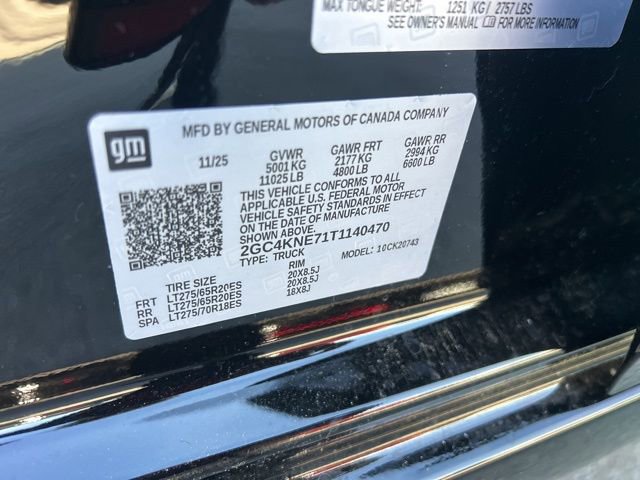 MAX TONGUE WEIGHT: 1251 KG / 2757 LBS
SEE OWNER'S MANUAL FOR MORE INFORMATION
gm
MFD BY GENERAL MOTORS OF CANADA COMPANY
11/25 GVWR GAWR FRT GAWR RR
5001 KG 2177 KG 2994 KG
11025 LB 4800 LB 6600 LB
THIS VEHICLE CONFORMS TO ALL
APPLICABLE U.S. FEDERAL MOTOR
VEHICLE SAFETY STANDARDS IN EFFECT
ON THE DATE OF MANUFACTURE
SHOWN ABOVE.
2GC4KNE71T1140470
TYPE: TRUCK MODEL: 10CK20743
TIRE SIZE RIM
FRT LT275/65R20ES 20X8.5J
RR LT275/65R20ES 20X8.5J
SPA LT275/70R18ES 18X8J